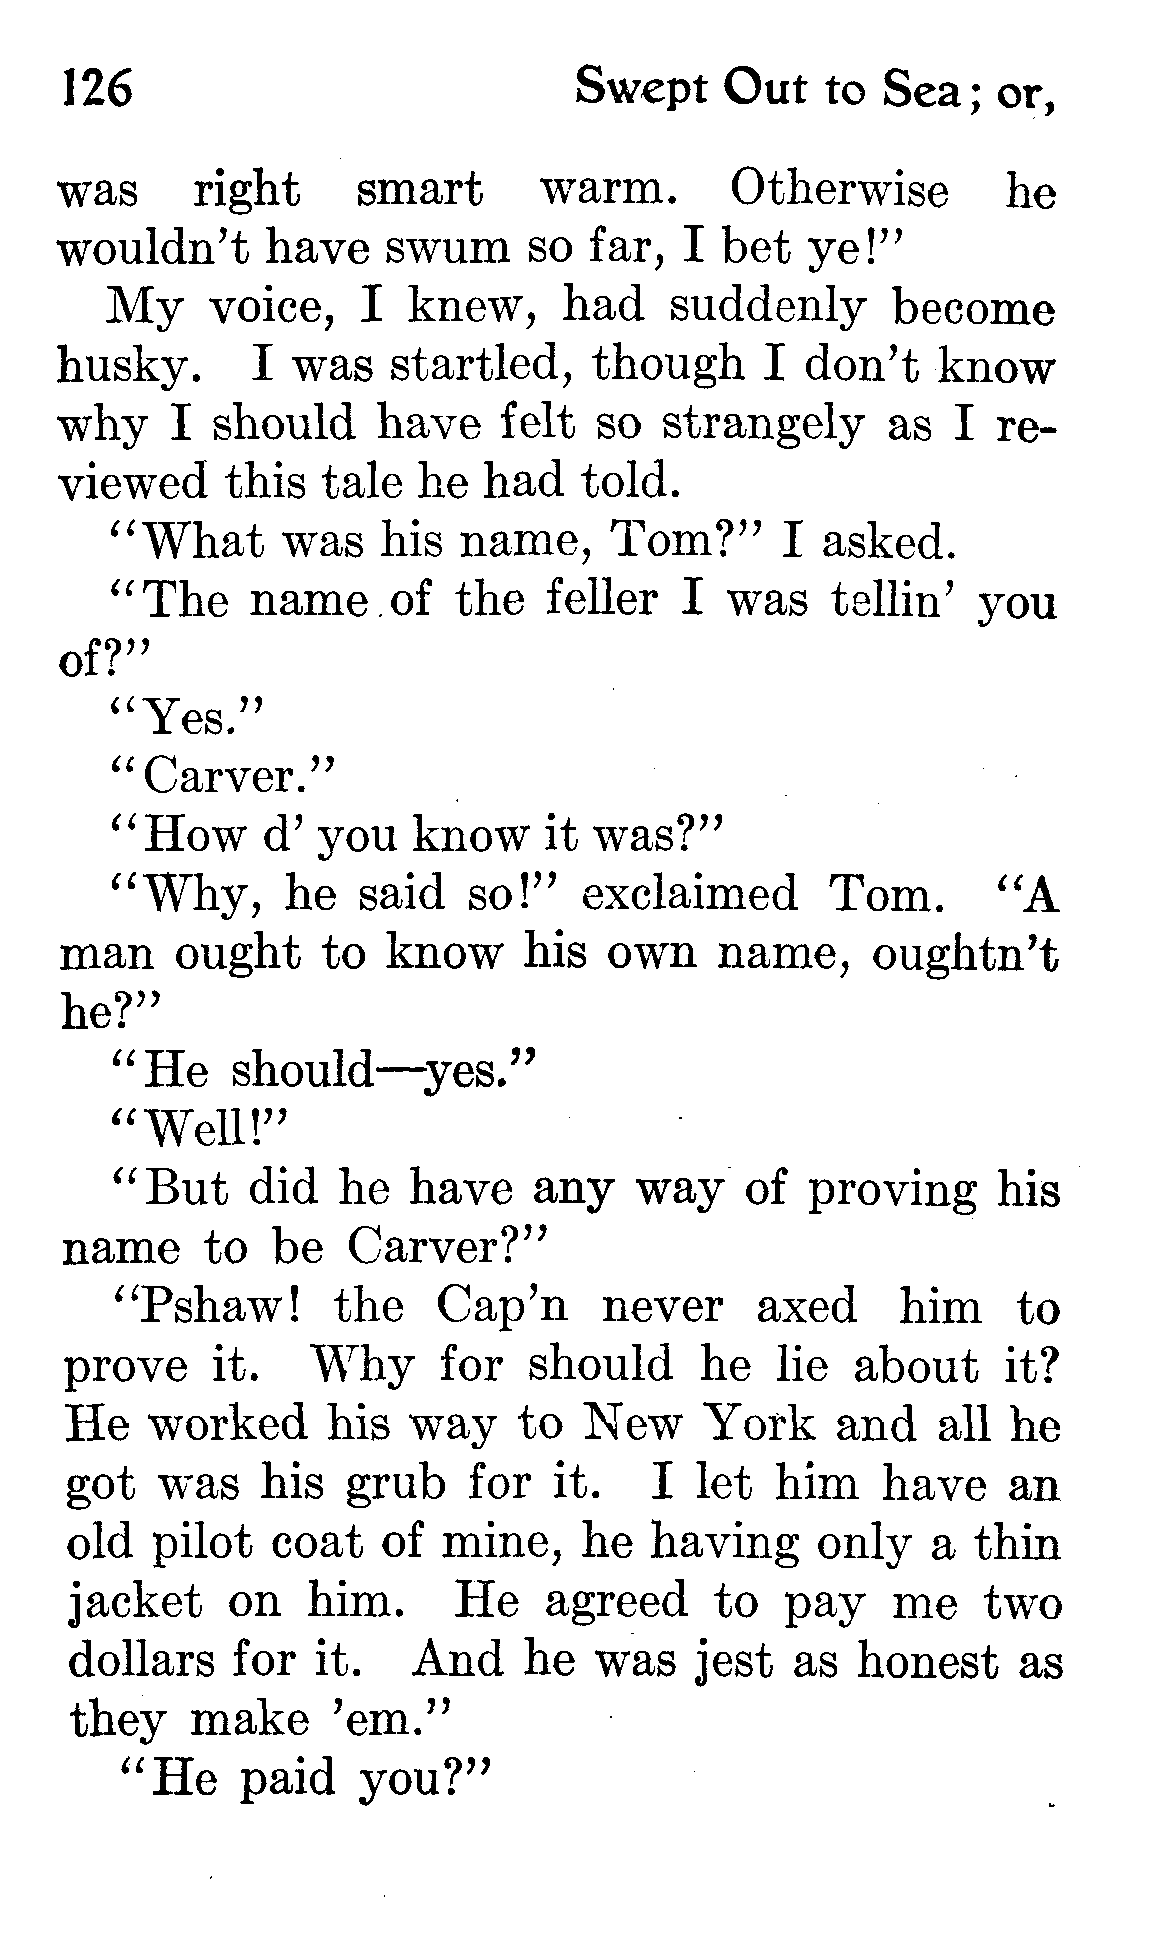 126 Swept Out to Sea; or,
was right smart warm. Otherwise he
wouldn't have swum so far, I bet ye!"
My voice, I knew, had suddenly become
husky. I was startled, though I don't know
why I should have felt so strangely as I re-
viewed this tale he had told.
"What was his name, Tom?" I asked.
"The name of the feller I was tellin' you
of?"
"Yes."
"Carver."
"How d' you know it was?"
"Why, he said so!" exclaimed Tom. "A
man ought to know his own name, oughtn't
he?"
"He should—yes."
"Well!"
"But did he have any way of proving his
name to be Carver?"
"Pshaw! the Cap'n never axed him to
prove it. Why for should he lie about it?
He worked his way to New York and all he
got was his grub for it. I let him have an
old pilot coat of mine, he having only a thin
jacket on him. He agreed to pay me two
dollars for it. And he was jest as honest as
they make 'em."
"He paid you?"